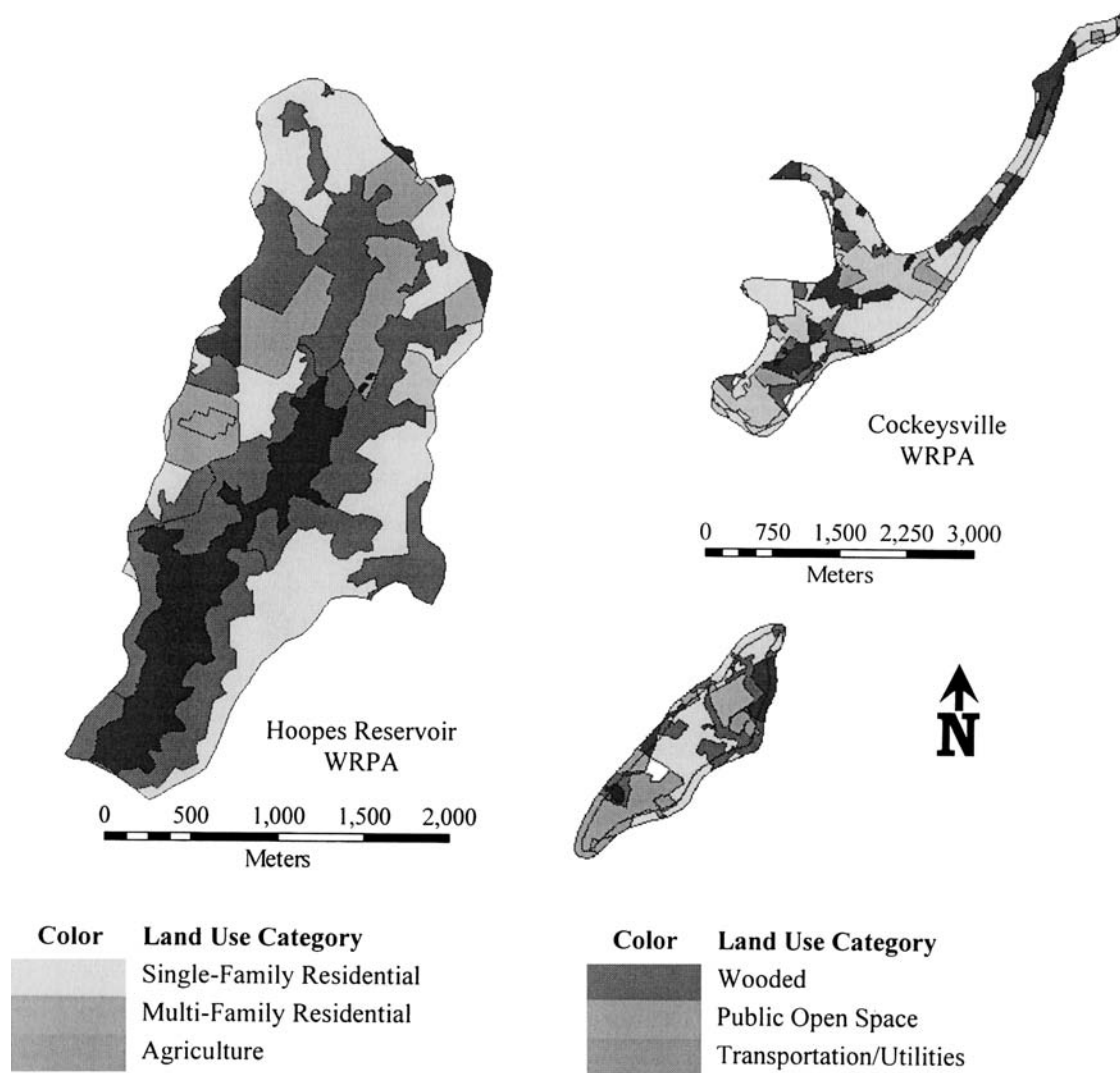 Hoopes Reservoir
WRPA
0 500 1,000 1,500 2,000
Meters
Cockeysville
WRPA
0 750 1,500 2,250 3,000
Meters
N
Color Land Use Category
Single-Family Residential
Multi-Family Residential
Agriculture
Color Land Use Category
Wooded
Public Open Space
Transportation/Utilities